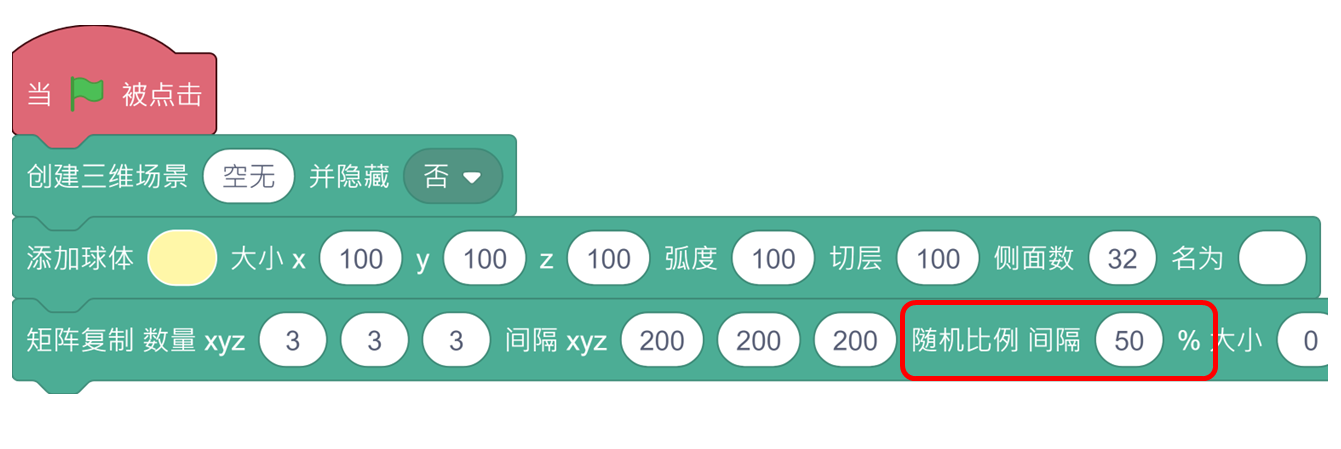 当 被点击
创建三维场景 空无 并隐藏 否
添加球体 大小 x 100 y 100 z 100 弧度 100 切层 100 侧面数 32 名为
矩阵复制 数量 xyz 3 3 3 间隔 xyz 200 200 200 随机比例 间隔 50 % 大小 0